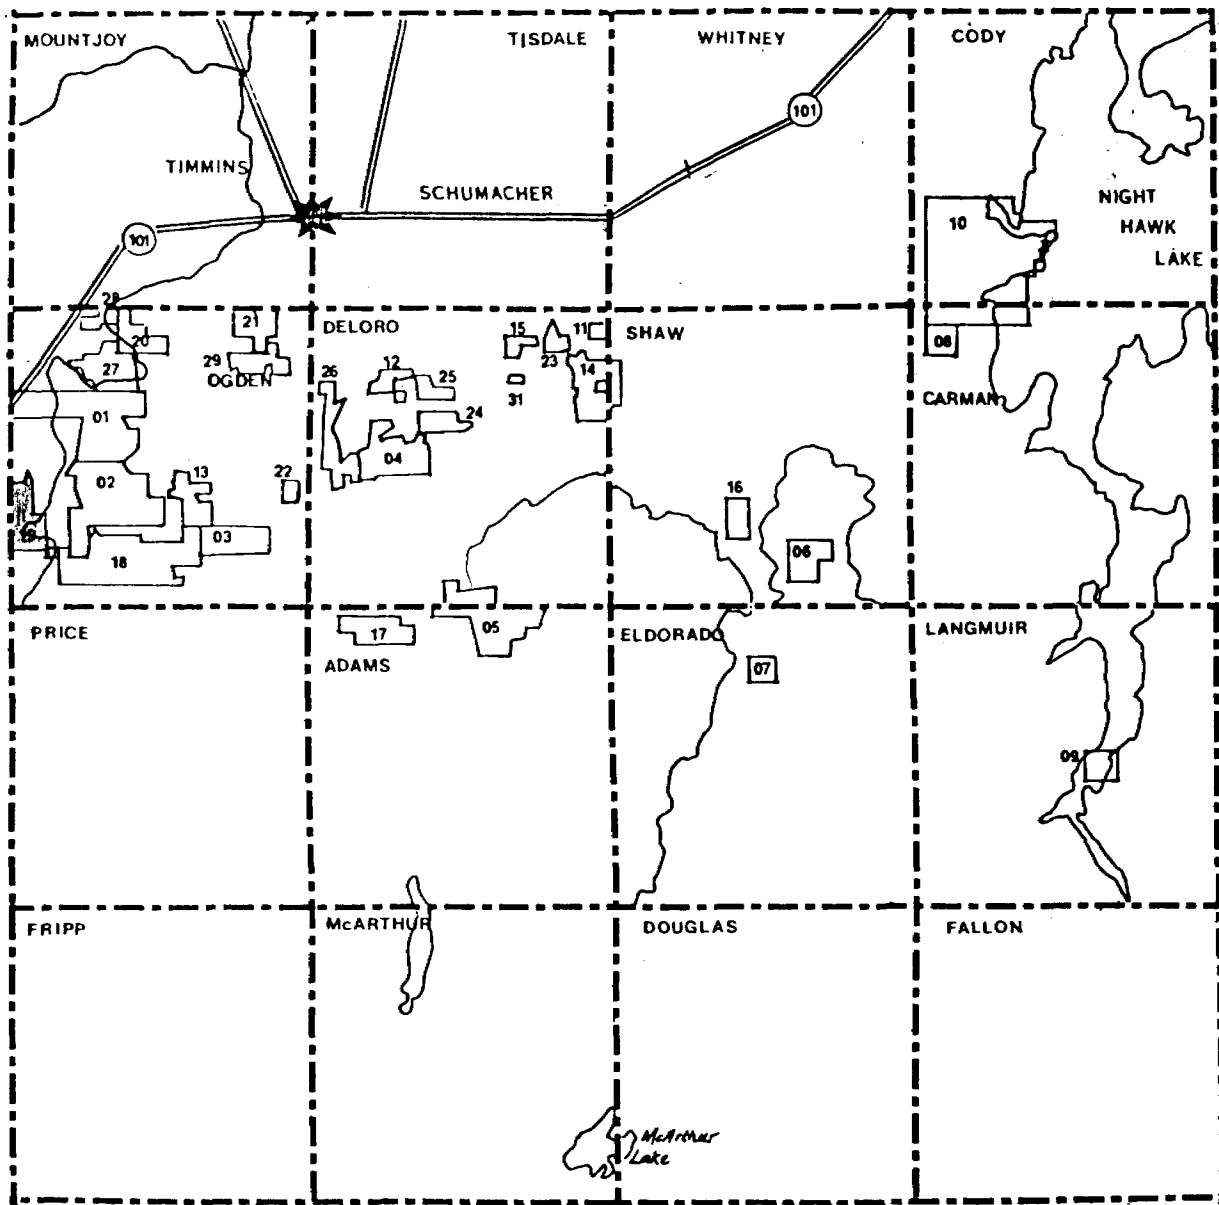 MOUNTJOY
TISDALE
WHITNEY
CODY
101
TIMMINS
SCHUMACHER
NIGHT
HAWK
LAKE
10
101
28
21
20
DELORO
15
11
23
SHAW
08
29
OGDEN
27
26
12
25
14
31
CARMAN
01
24
04
02
13
22
16
19
03
18
06
PRICE
17
05
ELDORADO
LANGMUIR
ADAMS
07
09
FRIPP
McARTHUR
DOUGLAS
FALLON
McArthur
Lake